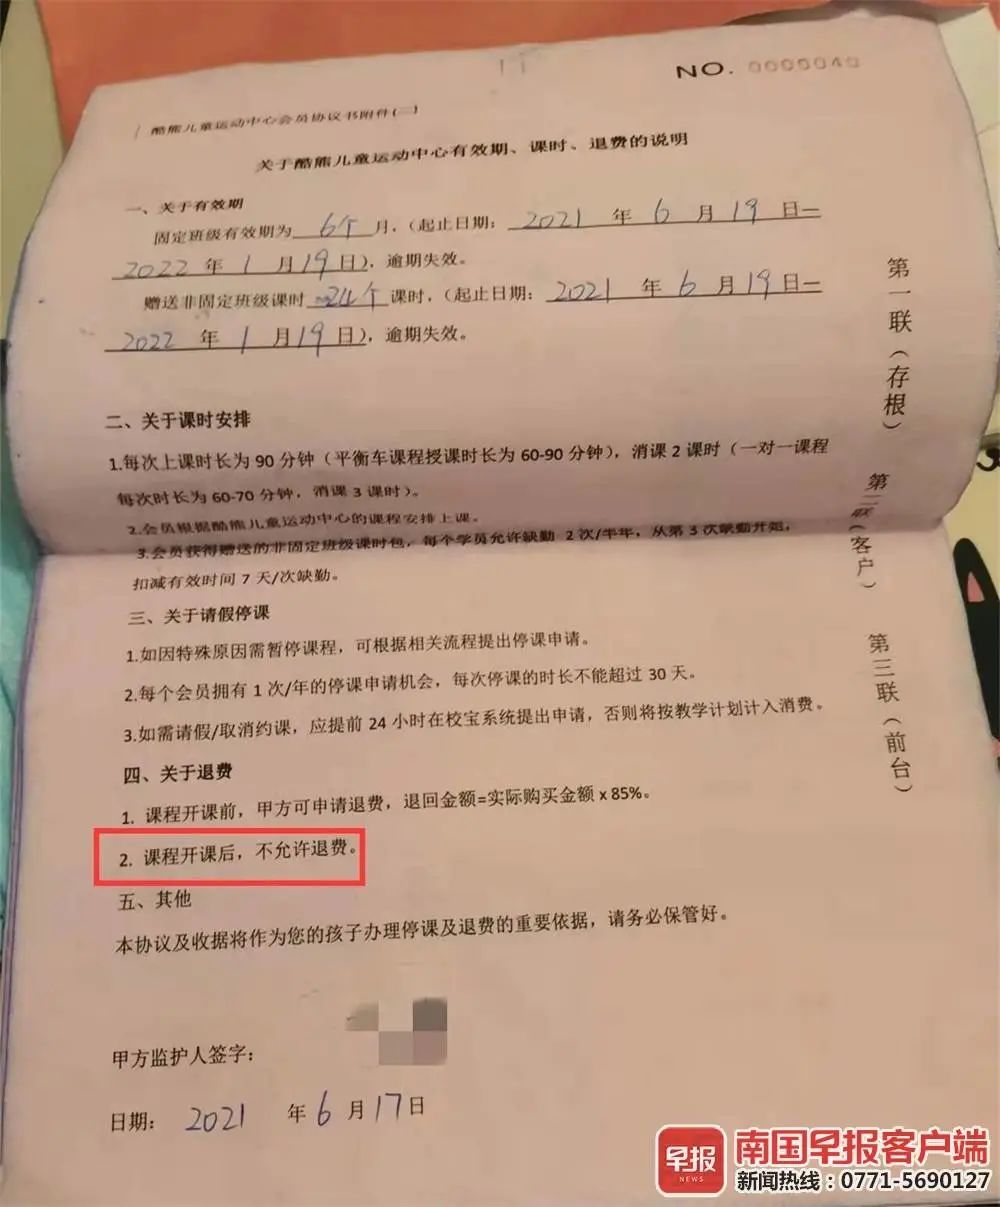 NO. 0000040
酷熊儿童运动中心会员协议书附件(二)
关于酷熊儿童运动中心有效期、课时、退费的说明
一、关于有效期
固定班级有效期为 6个 月，（起止日期： 2021 年 6 月 19 日—
2022 年 1 月 19 日），逾期失效。
赠送非固定班级课时 24个 课时，（起止日期： 2021 年 6 月 19 日—
2022 年 1 月 19 日），逾期失效。
二、关于课时安排
1.每次上课时长为 90 分钟（平衡车课程授课时长为 60-90 分钟），消课 2 课时（一对一课程
每次时长为 60-70 分钟，消课 3 课时）。
2.会员根据酷熊儿童运动中心的课程安排上课。
3.会员获得赠送的非固定班级课时包，每个学员允许缺勤 2 次/半年，从第 3 次缺勤开始，
扣减有效时间 7 天/次缺勤。
三、关于请假停课
1.如因特殊原因需暂停课程，可根据相关流程提出停课申请。
2.每个会员拥有 1 次/年的停课申请机会，每次停课的时长不能超过 30 天。
3.如需请假/取消约课，应提前 24 小时在校宝系统提出申请，否则将按教学计划计入消费。
四、关于退费
1. 课程开课前，甲方可申请退费，退回金额=实际购买金额 x 85%。
2. 课程开课后，不允许退费。
五、其他
本协议及收据将作为您的孩子办理停课及退费的重要依据，请务必保管好。
甲方监护人签字：
日期： 2021 年 6 月 17 日
第一联（存根）
第二联（客户）
第三联（前台）
早报
NEWS
南国早报客户端
新闻热线：0771-5690127